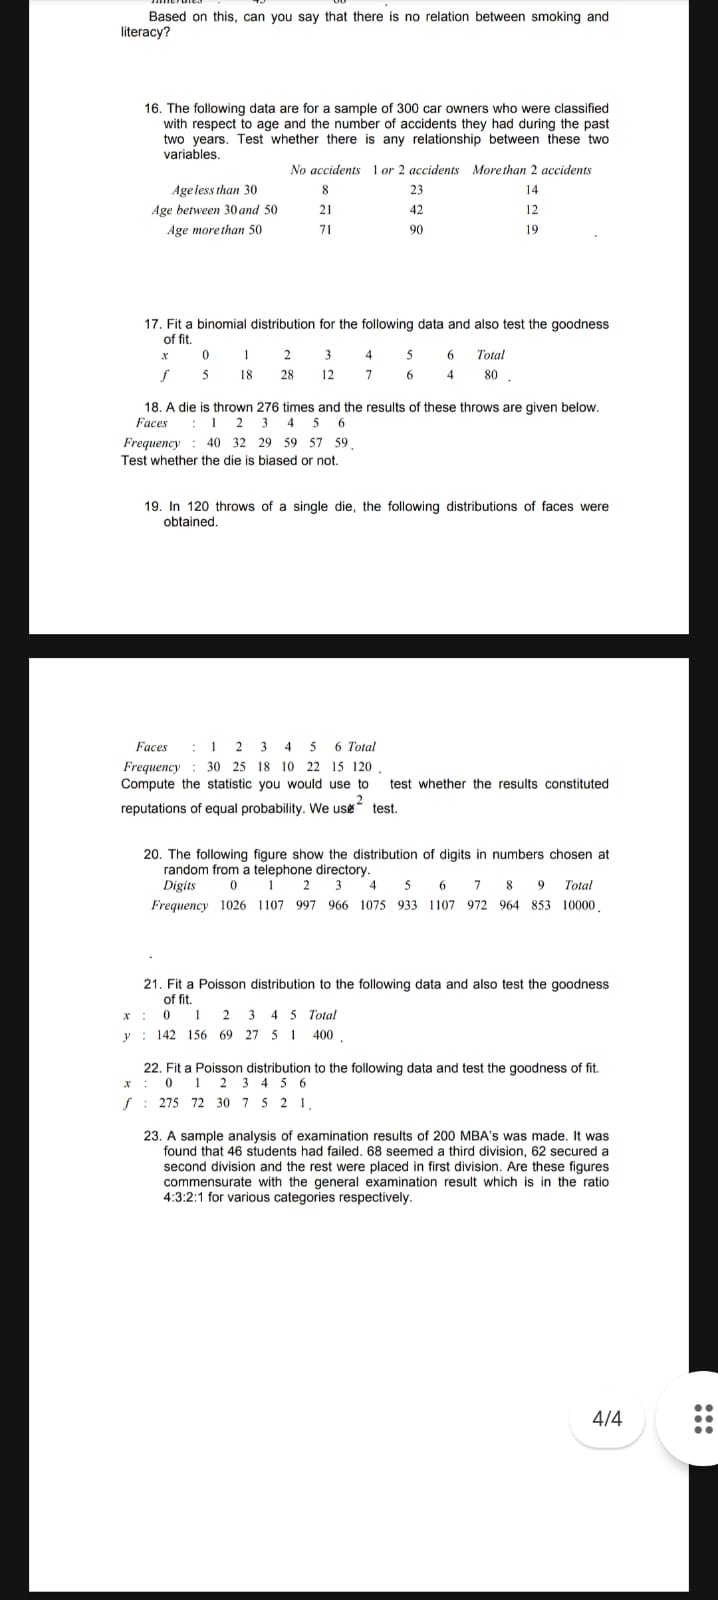 Based on this, can you say that there is no relation between smoking and
literacy?
16. The following data are for a sample of 300 car owners who were classified
with respect to age and the number of accidents they had during the past
two years. Test whether there is any relationship between these two
variables.
No accidents 1 or 2 accidents More than 2 accidents
Age less than 30 8 23 14
Age between 30 and 50 21 42 12
Age more than 50 71 90 19 .
17. Fit a binomial distribution for the following data and also test the goodness
of fit.
x 0 1 2 3 4 5 6 Total
f 5 18 28 12 7 6 4 80 .
18. A die is thrown 276 times and the results of these throws are given below.
Faces : 1 2 3 4 5 6
Frequency : 40 32 29 59 57 59 .
Test whether the die is biased or not.
19. In 120 throws of a single die, the following distributions of faces were
obtained.
Faces : 1 2 3 4 5 6 Total
Frequency : 30 25 18 10 22 15 120 .
Compute the statistic you would use to test whether the results constituted
reputations of equal probability. We use 2 test.
20. The following figure show the distribution of digits in numbers chosen at
random from a telephone directory.
Digits 0 1 2 3 4 5 6 7 8 9 Total
Frequency 1026 1107 997 966 1075 933 1107 972 964 853 10000 .
.
21. Fit a Poisson distribution to the following data and also test the goodness
of fit.
x : 0 1 2 3 4 5 Total
y : 142 156 69 27 5 1 400 .
22. Fit a Poisson distribution to the following data and test the goodness of fit.
x : 0 1 2 3 4 5 6
f : 275 72 30 7 5 2 1 .
23. A sample analysis of examination results of 200 MBA's was made. It was
found that 46 students had failed. 68 seemed a third division, 62 secured a
second division and the rest were placed in first division. Are these figures
commensurate with the general examination result which is in the ratio
4:3:2:1 for various categories respectively.
4/4